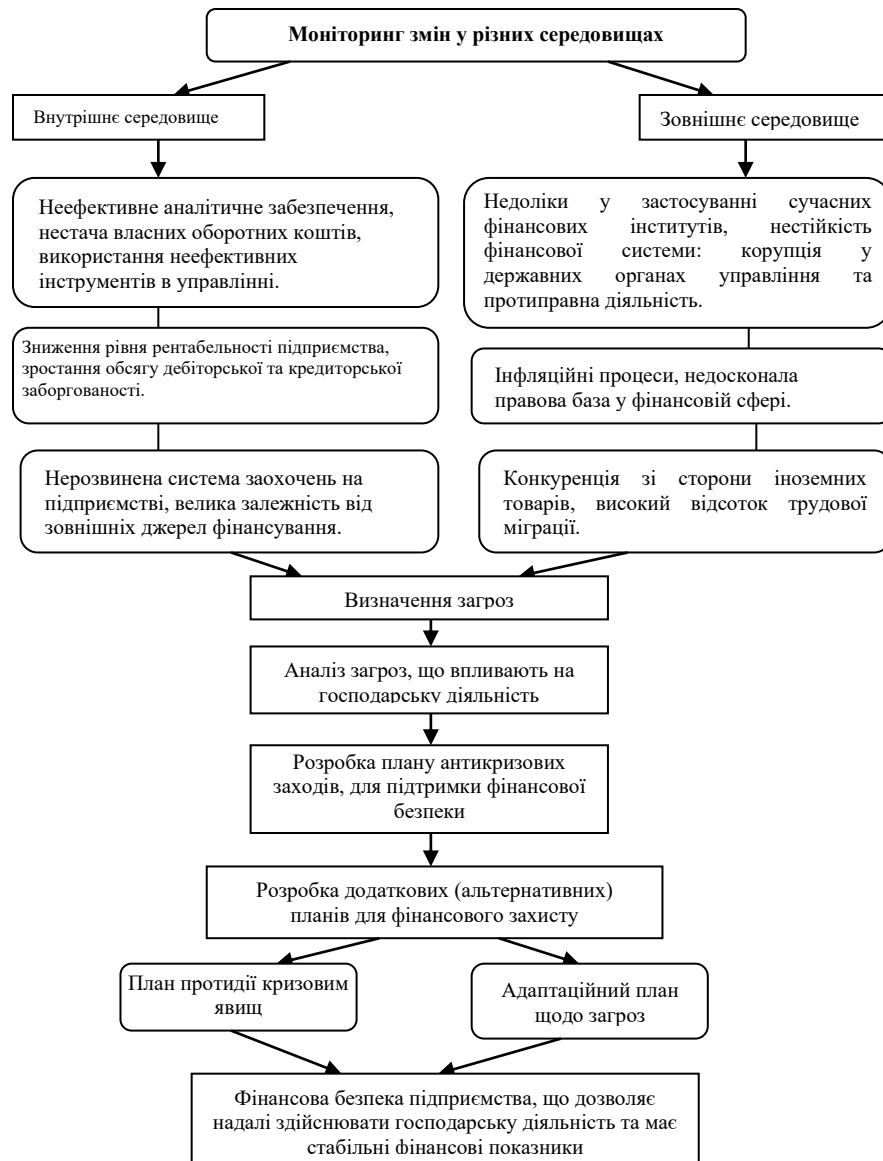 Моніторинг змін у різних середовищах
Внутрішнє середовище
Зовнішнє середовище
Неефективне аналітичне забезпечення,
нестача власних оборотних коштів,
використання неефективних
інструментів в управлінні.
Недоліки у застосуванні сучасних
фінансових інститутів, нестійкість
фінансової системи: корупція у
державних органах управління та
протиправна діяльність.
Зниження рівня рентабельності підприємства,
зростання обсягу дебіторської та кредиторської
заборгованості.
Інфляційні процеси, недосконала
правова база у фінансовій сфері.
Нерозвинена система заохочень на
підприємстві, велика залежність від
зовнішніх джерел фінансування.
Конкуренція зі сторони іноземних
товарів, високий відсоток трудової
міграції.
Визначення загроз
Аналіз загроз, що впливають на
господарську діяльність
Розробка плану антикризових
заходів, для підтримки фінансової
безпеки
Розробка додаткових (альтернативних)
планів для фінансового захисту
План протидії кризовим
явищ
Адаптаційний план
щодо загроз
Фінансова безпека підприємства, що дозволяє
надалі здійснювати господарську діяльність та має
стабільні фінансові показники